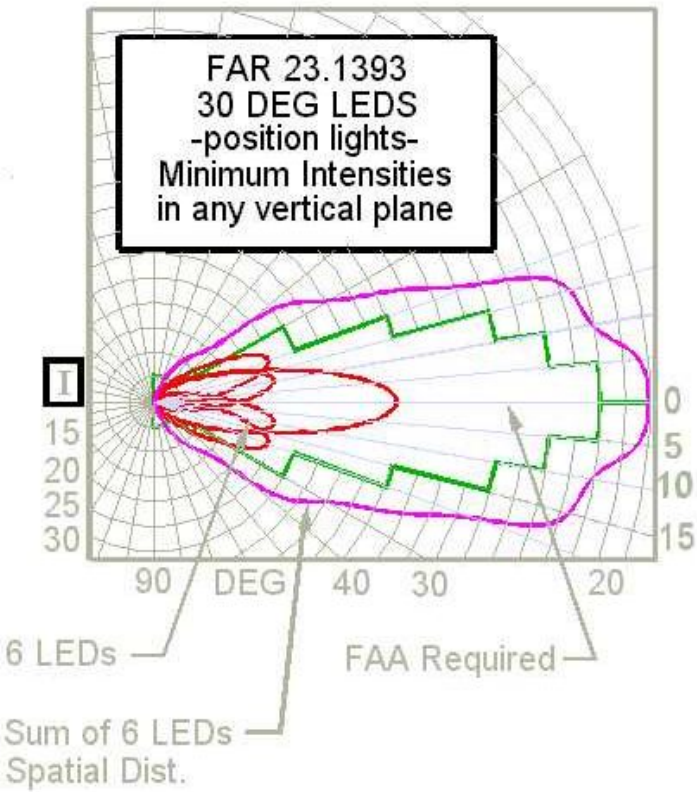 FAR 23.1393
30 DEG LEDS
-position lights-
Minimum Intensities
in any vertical plane
I
0
15
5
20
10
25
15
30
90 DEG 40 30 20
6 LEDs
FAA Required
Sum of 6 LEDs
Spatial Dist.